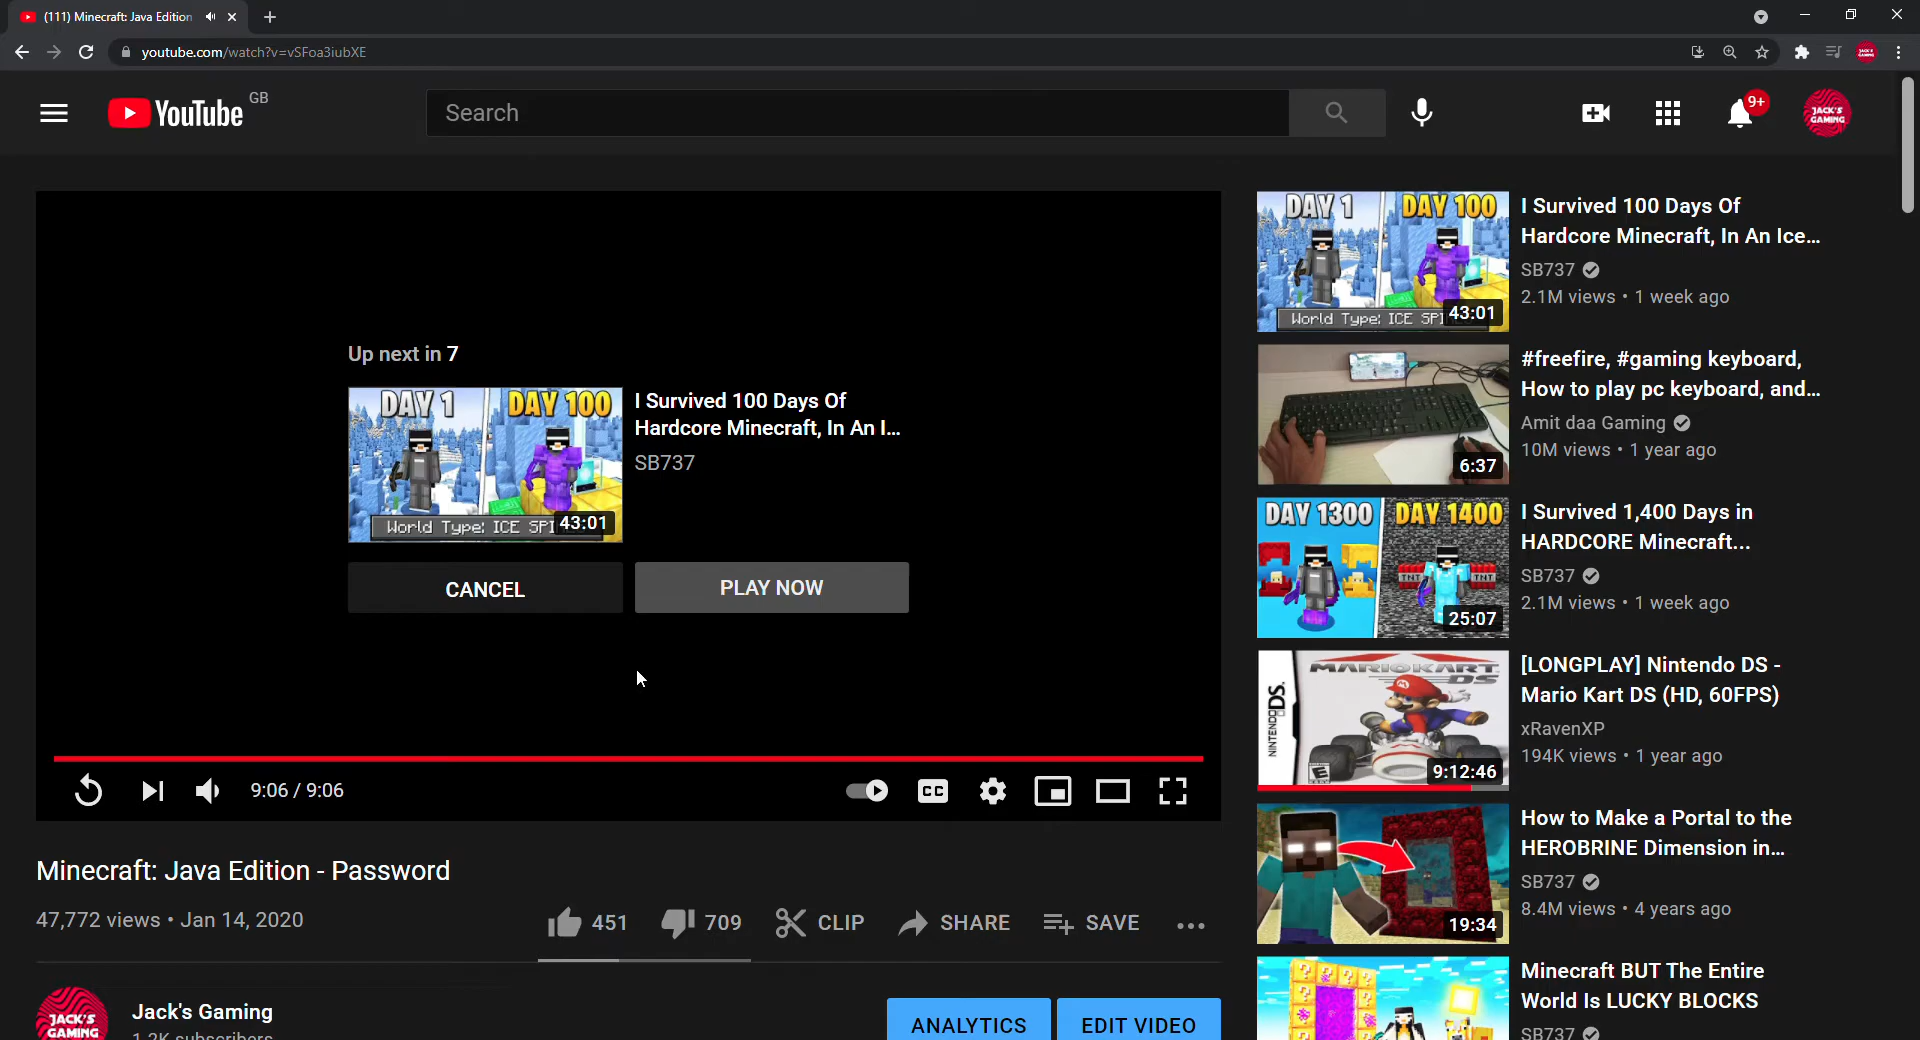 (111) Minecraft: Java Edition
youtube.com/watch?v=vSFoa3iubXE
YouTube GB
Search
9+
JACK'S
GAMING
Up next in 7
DAY 1 DAY 100
World Type: ICE SPI
43:01
I Survived 100 Days Of
Hardcore Minecraft, In An I...
SB737
CANCEL
PLAY NOW
9:06 / 9:06
CC
Minecraft: Java Edition - Password
47,772 views • Jan 14, 2020
451
709
CLIP
SHARE
SAVE
JACK'S
GAMING
Jack's Gaming
1.2K subscribers
ANALYTICS
EDIT VIDEO
DAY 1 DAY 100
World Type: ICE SPI
43:01
I Survived 100 Days Of
Hardcore Minecraft, In An Ice...
SB737
2.1M views • 1 week ago
6:37
#freefire, #gaming keyboard,
How to play pc keyboard, and...
Amit daa Gaming
10M views • 1 year ago
DAY 1300 DAY 1400
TNT TNT
25:07
I Survived 1,400 Days in
HARDCORE Minecraft...
SB737
2.1M views • 1 week ago
NINTENDO DS
MARIOKART
DS
E
9:12:46
[LONGPLAY] Nintendo DS -
Mario Kart DS (HD, 60FPS)
xRavenXP
194K views • 1 year ago
19:34
How to Make a Portal to the
HEROBRINE Dimension in...
SB737
8.4M views • 4 years ago
Minecraft BUT The Entire
World Is LUCKY BLOCKS
SB737